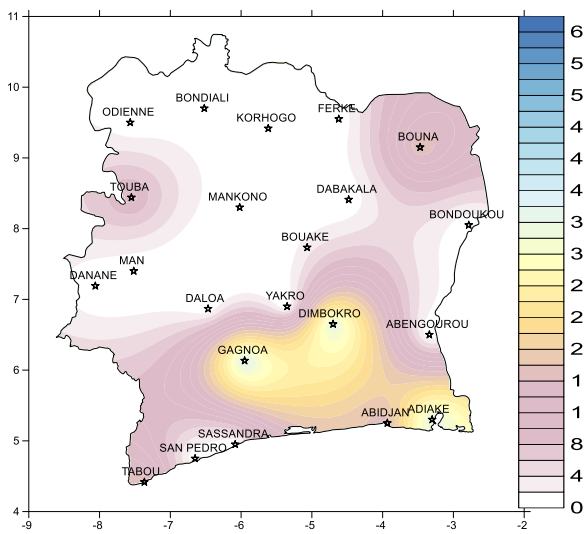 11
10
9
8
7
6
5
4
-9 -8 -7 -6 -5 -4 -3 -2
BONDIALI
ODIENNE
FERKE
KORHOGO
BOUNA
TOUBA
DABAKALA
MANKONO
BONDOUKOU
BOUAKE
MAN
DANANE
DALOA
YAKRO
DIMBOKRO
ABENGOUROU
GAGNOA
ABIDJAN
ADIAKE
SASSANDRA
SAN PEDRO
TABOU
6
5
5
4
4
4
3
3
2
2
2
1
1
8
4
0